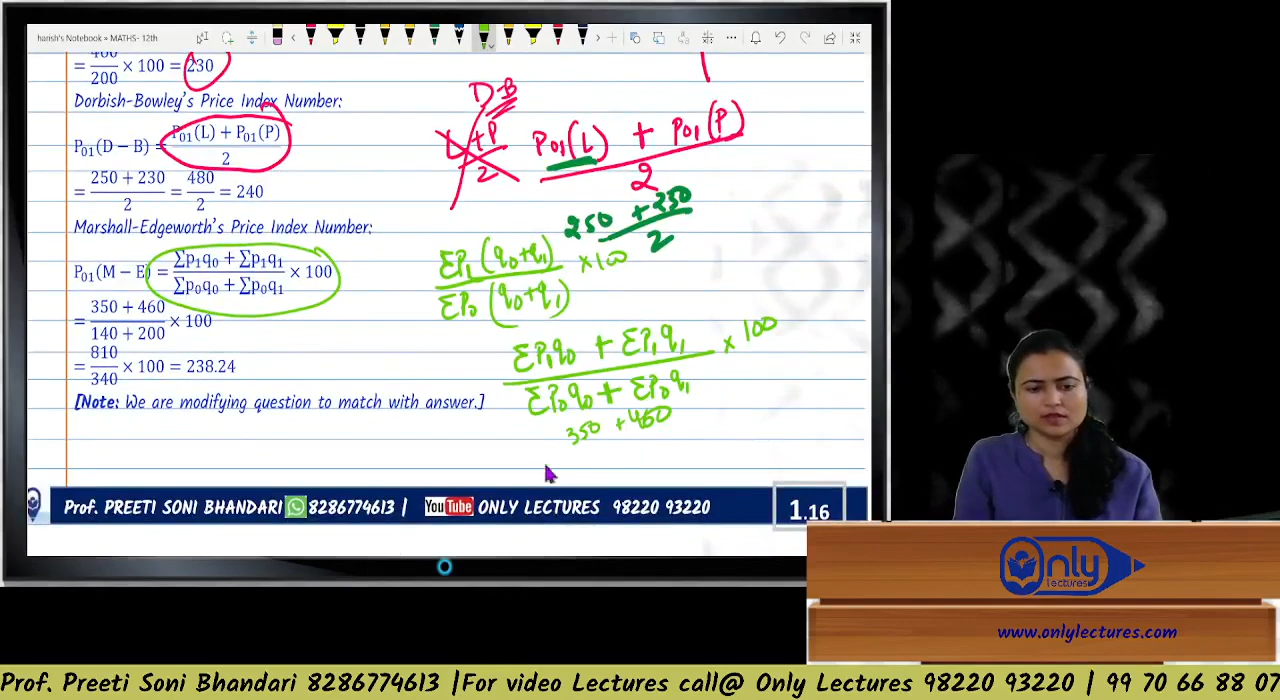 harish's Notebook » MATHS- 12th
= 460/200 × 100 = 230
Dorbish-Bowley's Price Index Number:
P₀₁(D − B) = (P₀₁(L) + P₀₁(P))/2
= (250 + 230)/2 = 480/2 = 240
Marshall-Edgeworth's Price Index Number:
P₀₁(M − E) = (∑p₁q₀ + ∑p₁q₁)/(∑p₀q₀ + ∑p₀q₁) × 100
= (350 + 460)/(140 + 200) × 100
= 810/340 × 100 = 238.24
[Note: We are modifying question to match with answer.]
D B
L + P/2
(P₀₁(L) + P₀₁(P))/2
(250 + 230)/2
ΣP₁(q₀+q₁)/ΣP₀(q₀+q₁) × 100
(ΣP₁q₀ + ΣP₁q₁)/(ΣP₀q₀ + ΣP₀q₁) × 100
350 + 460
Prof. PREETI SONI BHANDARI 8286774613 | YouTube ONLY LECTURES 98220 93220
1.16
Only
lectures
www.onlylectures.com
Prof. Preeti Soni Bhandari 8286774613 |For video Lectures call@ Only Lectures 98220 93220 | 99 70 66 88 07